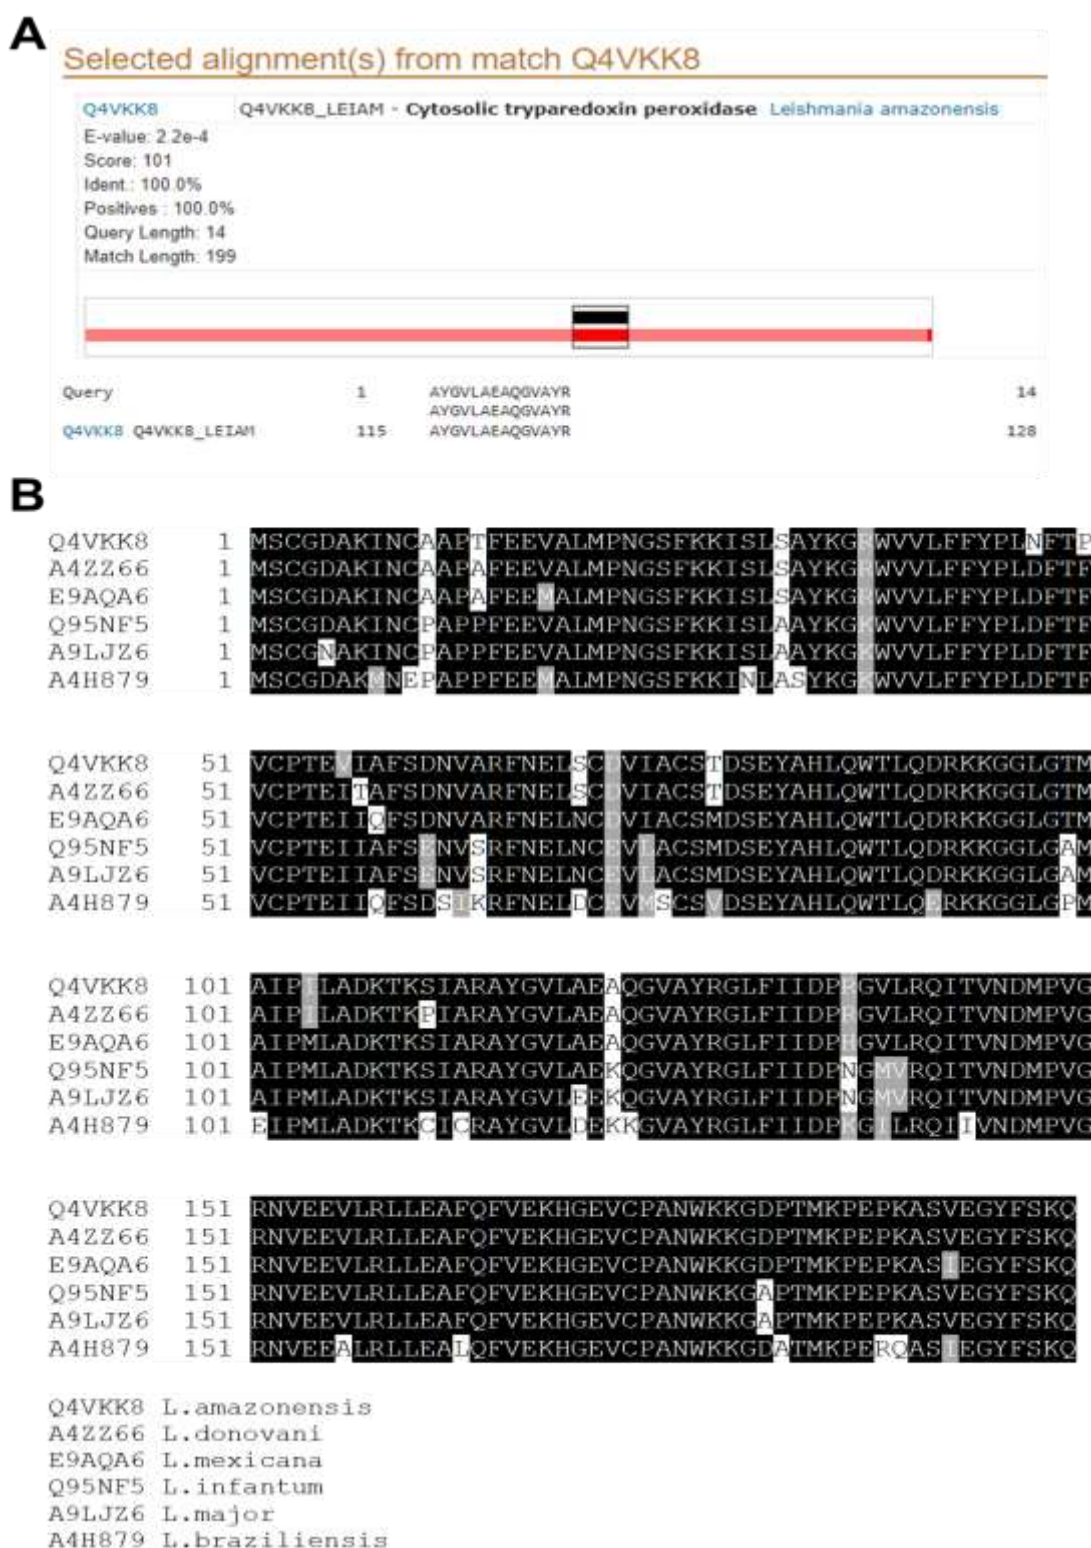 A
Selected alignment(s) from match Q4VKK8
Q4VKK8 Q4VKK8_LEIAM - Cytosolic tryparedoxin peroxidase Leishmania amazonensis
E-value: 2.2e-4
Score: 101
Ident.: 100.0%
Positives : 100.0%
Query Length: 14
Match Length: 199
Query 1 AYGVLAEAQGVAYR 14
AYGVLAEAQGVAYR
Q4VKK8 Q4VKK8_LEIAM 115 AYGVLAEAQGVAYR 128
B
Q4VKK8 1 MSCGDAKINCAAPTFEEVALMPNGSFKKISLSAYKGKWVVLFFYPLNFTP
A4ZZ66 1 MSCGDAKINCAAPAFEEVALMPNGSFKKISLSAYKGKWVVLFFYPLDFTF
E9AQA6 1 MSCGDAKINCAAPAFEEMALMPNGSFKKISLSAYKGKWVVLFFYPLDFTF
Q95NF5 1 MSCGDAKINCPAPPFEEVALMPNGSFKKISLAAYKGKWVVLFFYPLDFTF
A9LJZ6 1 MSCGNAKINCPAPPFEEVALMPNGSFKKISLAAYKGKWVVLFFYPLDFTF
A4H879 1 MSCGDAKMNEPAPPFEEMALMPNGSFKKINLASYKGKWVVLFFYPLDFTF
Q4VKK8 51 VCPTEVIAFSDNVARFNELSCDVIACSTDSEYAHLQWTLQDRKKGGLGTM
A4ZZ66 51 VCPTEITAFSDNVARFNELSCDVIACSTDSEYAHLQWTLQDRKKGGLGTM
E9AQA6 51 VCPTEIIQFSDNVARFNELNCDVIACSMDSEYAHLQWTLQDRKKGGLGTM
Q95NF5 51 VCPTEIIAFSENVSRFNELNCEVLACSMDSEYAHLQWTLQDRKKGGLGAM
A9LJZ6 51 VCPTEIIAFSENVSRFNELNCEVLACSMDSEYAHLQWTLQDRKKGGLGAM
A4H879 51 VCPTEIIQFSDSIKRFNELDCEVMSCSVDSEYAHLQWTLQERKKGGLGPM
Q4VKK8 101 AIPILADKTKSIARAYGVLAEAQGVAYRGLFIIDPRGVLRQITVNDMPVG
A4ZZ66 101 AIPILADKTKPIARAYGVLAEAQGVAYRGLFIIDPRGVLRQITVNDMPVG
E9AQA6 101 AIPMLADKTKSIARAYGVLAEAQGVAYRGLFIIDPHGVLRQITVNDMPVG
Q95NF5 101 AIPMLADKTKSIARAYGVLAEKQGVAYRGLFIIDPNGMVRQITVNDMPVG
A9LJZ6 101 AIPMLADKTKSIARAYGVLEEKQGVAYRGLFIIDPNGMVRQITVNDMPVG
A4H879 101 EIPMLADKTKCICRAYGVLDEKKGVAYRGLFIIDPKGILRQIIVNDMPVG
Q4VKK8 151 RNVEEVLRLLEAFQFVEKHGEVCPANWKKGDPTMKPEPKASVEGYFSKQ
A4ZZ66 151 RNVEEVLRLLEAFQFVEKHGEVCPANWKKGDPTMKPEPKASVEGYFSKQ
E9AQA6 151 RNVEEVLRLLEAFQFVEKHGEVCPANWKKGDPTMKPEPKASIEGYFSKQ
Q95NF5 151 RNVEEVLRLLEAFQFVEKHGEVCPANWKKGAPTMKPEPKASVEGYFSKQ
A9LJZ6 151 RNVEEVLRLLEAFQFVEKHGEVCPANWKKGAPTMKPEPKASVEGYFSKQ
A4H879 151 RNVEEALRLLEALQFVEKHGEVCPANWKKGDATMKPERQASIEGYFSKQ
Q4VKK8 L.amazonensis
A4ZZ66 L.donovani
E9AQA6 L.mexicana
Q95NF5 L.infantum
A9LJZ6 L.major
A4H879 L.braziliensis